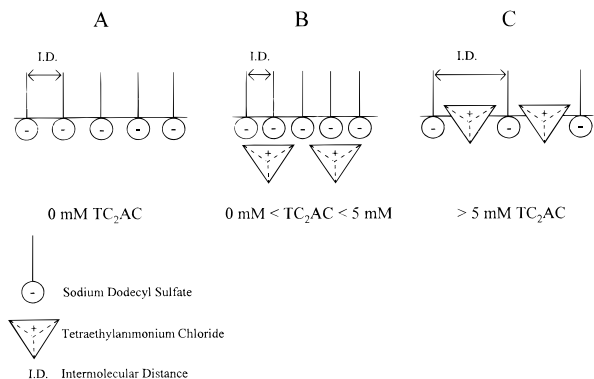 A B C
I.D. I.D. I.D.
- - - - - - - - - - - - -
+ + + +
0 mM TC₂AC 0 mM < TC₂AC < 5 mM > 5 mM TC₂AC
- Sodium Dodecyl Sulfate
+ Tetraethylammonium Chloride
I.D. Intermolecular Distance